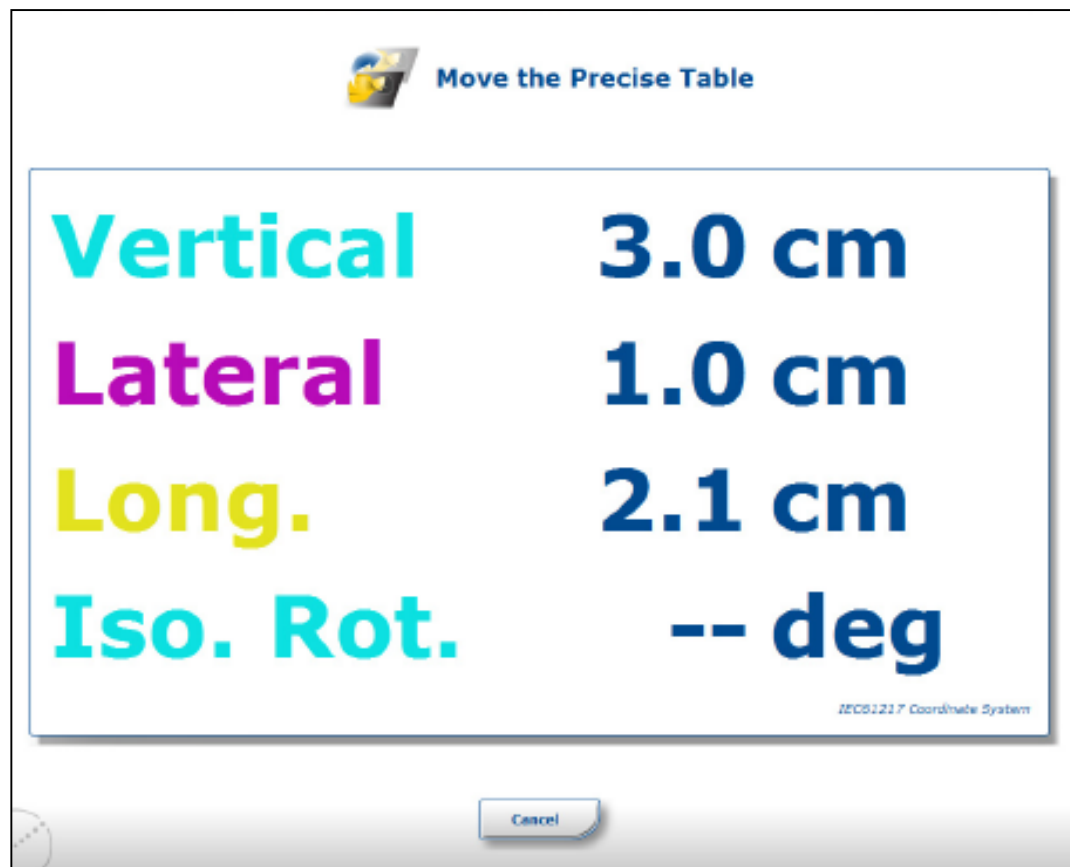 Move the Precise Table
Vertical 3.0 cm
Lateral 1.0 cm
Long. 2.1 cm
Iso. Rot. -- deg
IEC61217 Coordinate System
Cancel